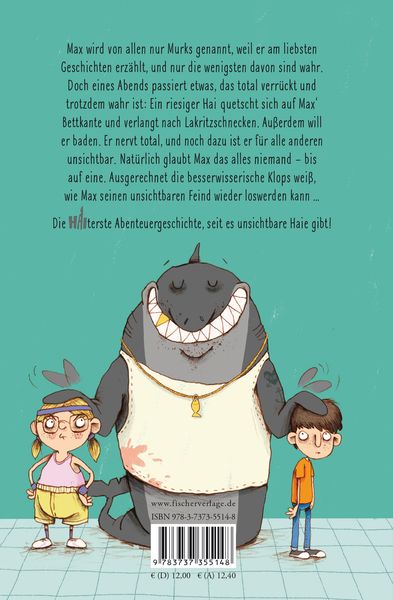 Max wird von allen nur Murks genannt, weil er am liebsten
Geschichten erzählt, und nur die wenigsten davon sind wahr.
Doch eines Abends passiert etwas, das total verrückt und
trotzdem wahr ist: Ein riesiger Hai quetscht sich auf Max'
Bettkante und verlangt nach Lakritzschnecken. Außerdem will
er baden. Er nervt total, und noch dazu ist er für alle anderen
unsichtbar. Natürlich glaubt Max das alles niemand – bis
auf eine. Ausgerechnet die besserwisserische Klops weiß,
wie Max seinen unsichtbaren Feind wieder loswerden kann ...
Die HAIterste Abenteuergeschichte, seit es unsichtbare Haie gibt!
www.fischerverlage.de
ISBN 978-3-7373-5514-8
9 783737 355148
€ (D) 12,00 € (A) 12,40